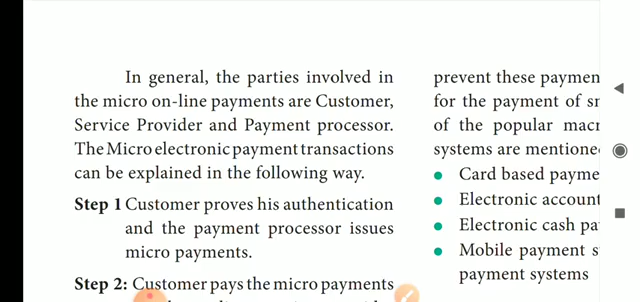 In general, the parties involved in
the micro on-line payments are Customer,
Service Provider and Payment processor.
The Micro electronic payment transactions
can be explained in the following way.
Step 1 Customer proves his authentication
and the payment processor issues
micro payments.
Step 2: Customer pays the micro payments
prevent these
for the payment of
of the popular
systems are
Card based
Electronic
Electronic cash
Mobile payment
payment systems